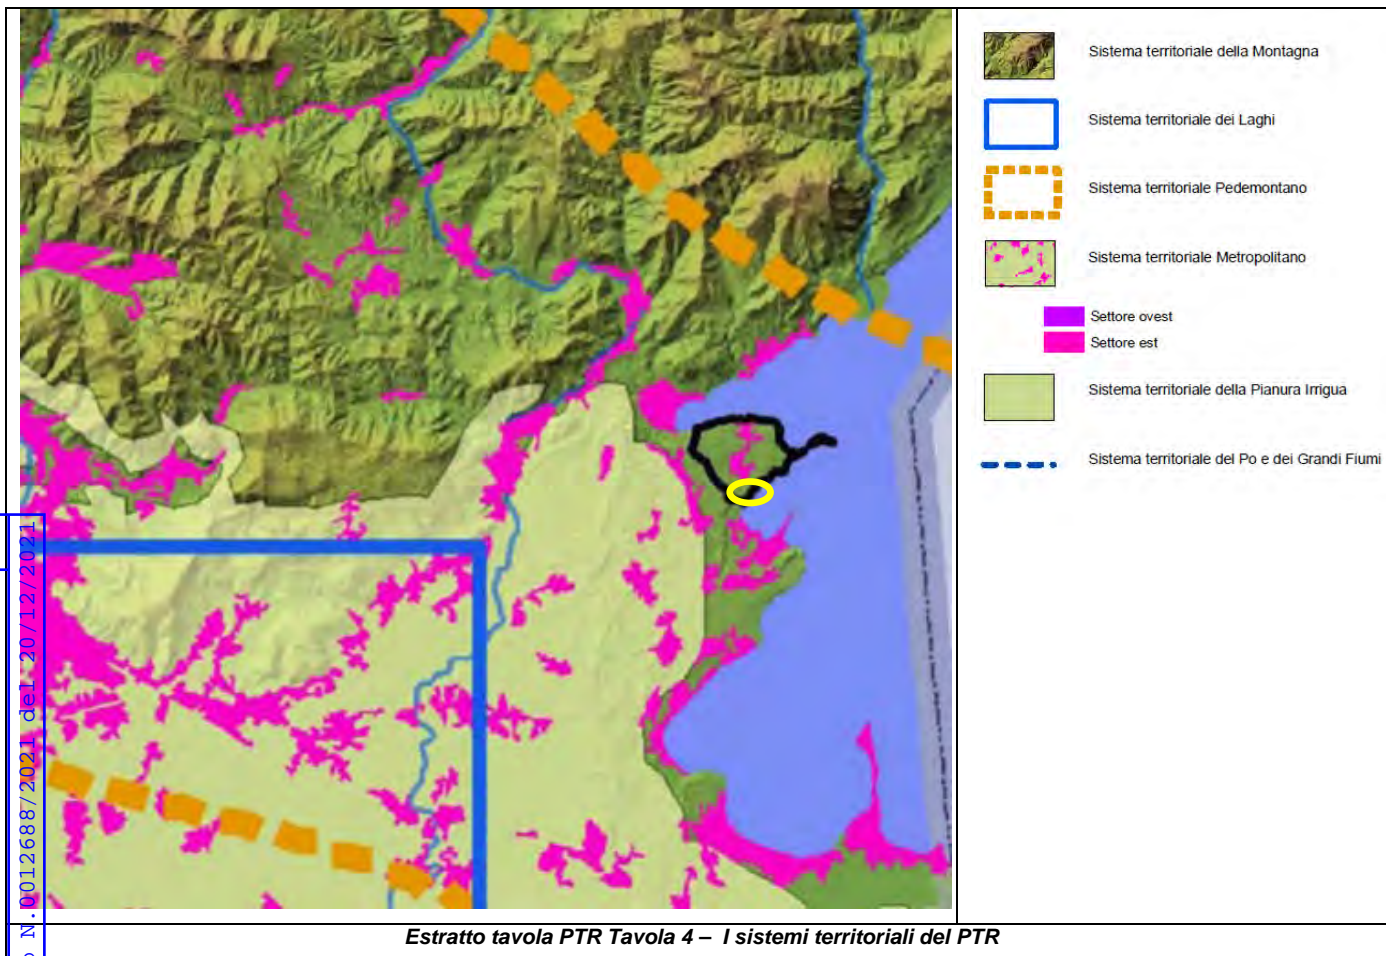 Sistema territoriale della Montagna
Sistema territoriale dei Laghi
Sistema territoriale Pedemontano
Sistema territoriale Metropolitano
Settore ovest
Settore est
Sistema territoriale della Pianura Irrigua
Sistema territoriale del Po e dei Grandi Fiumi
N.0012688/2021 del 20/12/2021
Estratto tavola PTR Tavola 4 – I sistemi territoriali del PTR